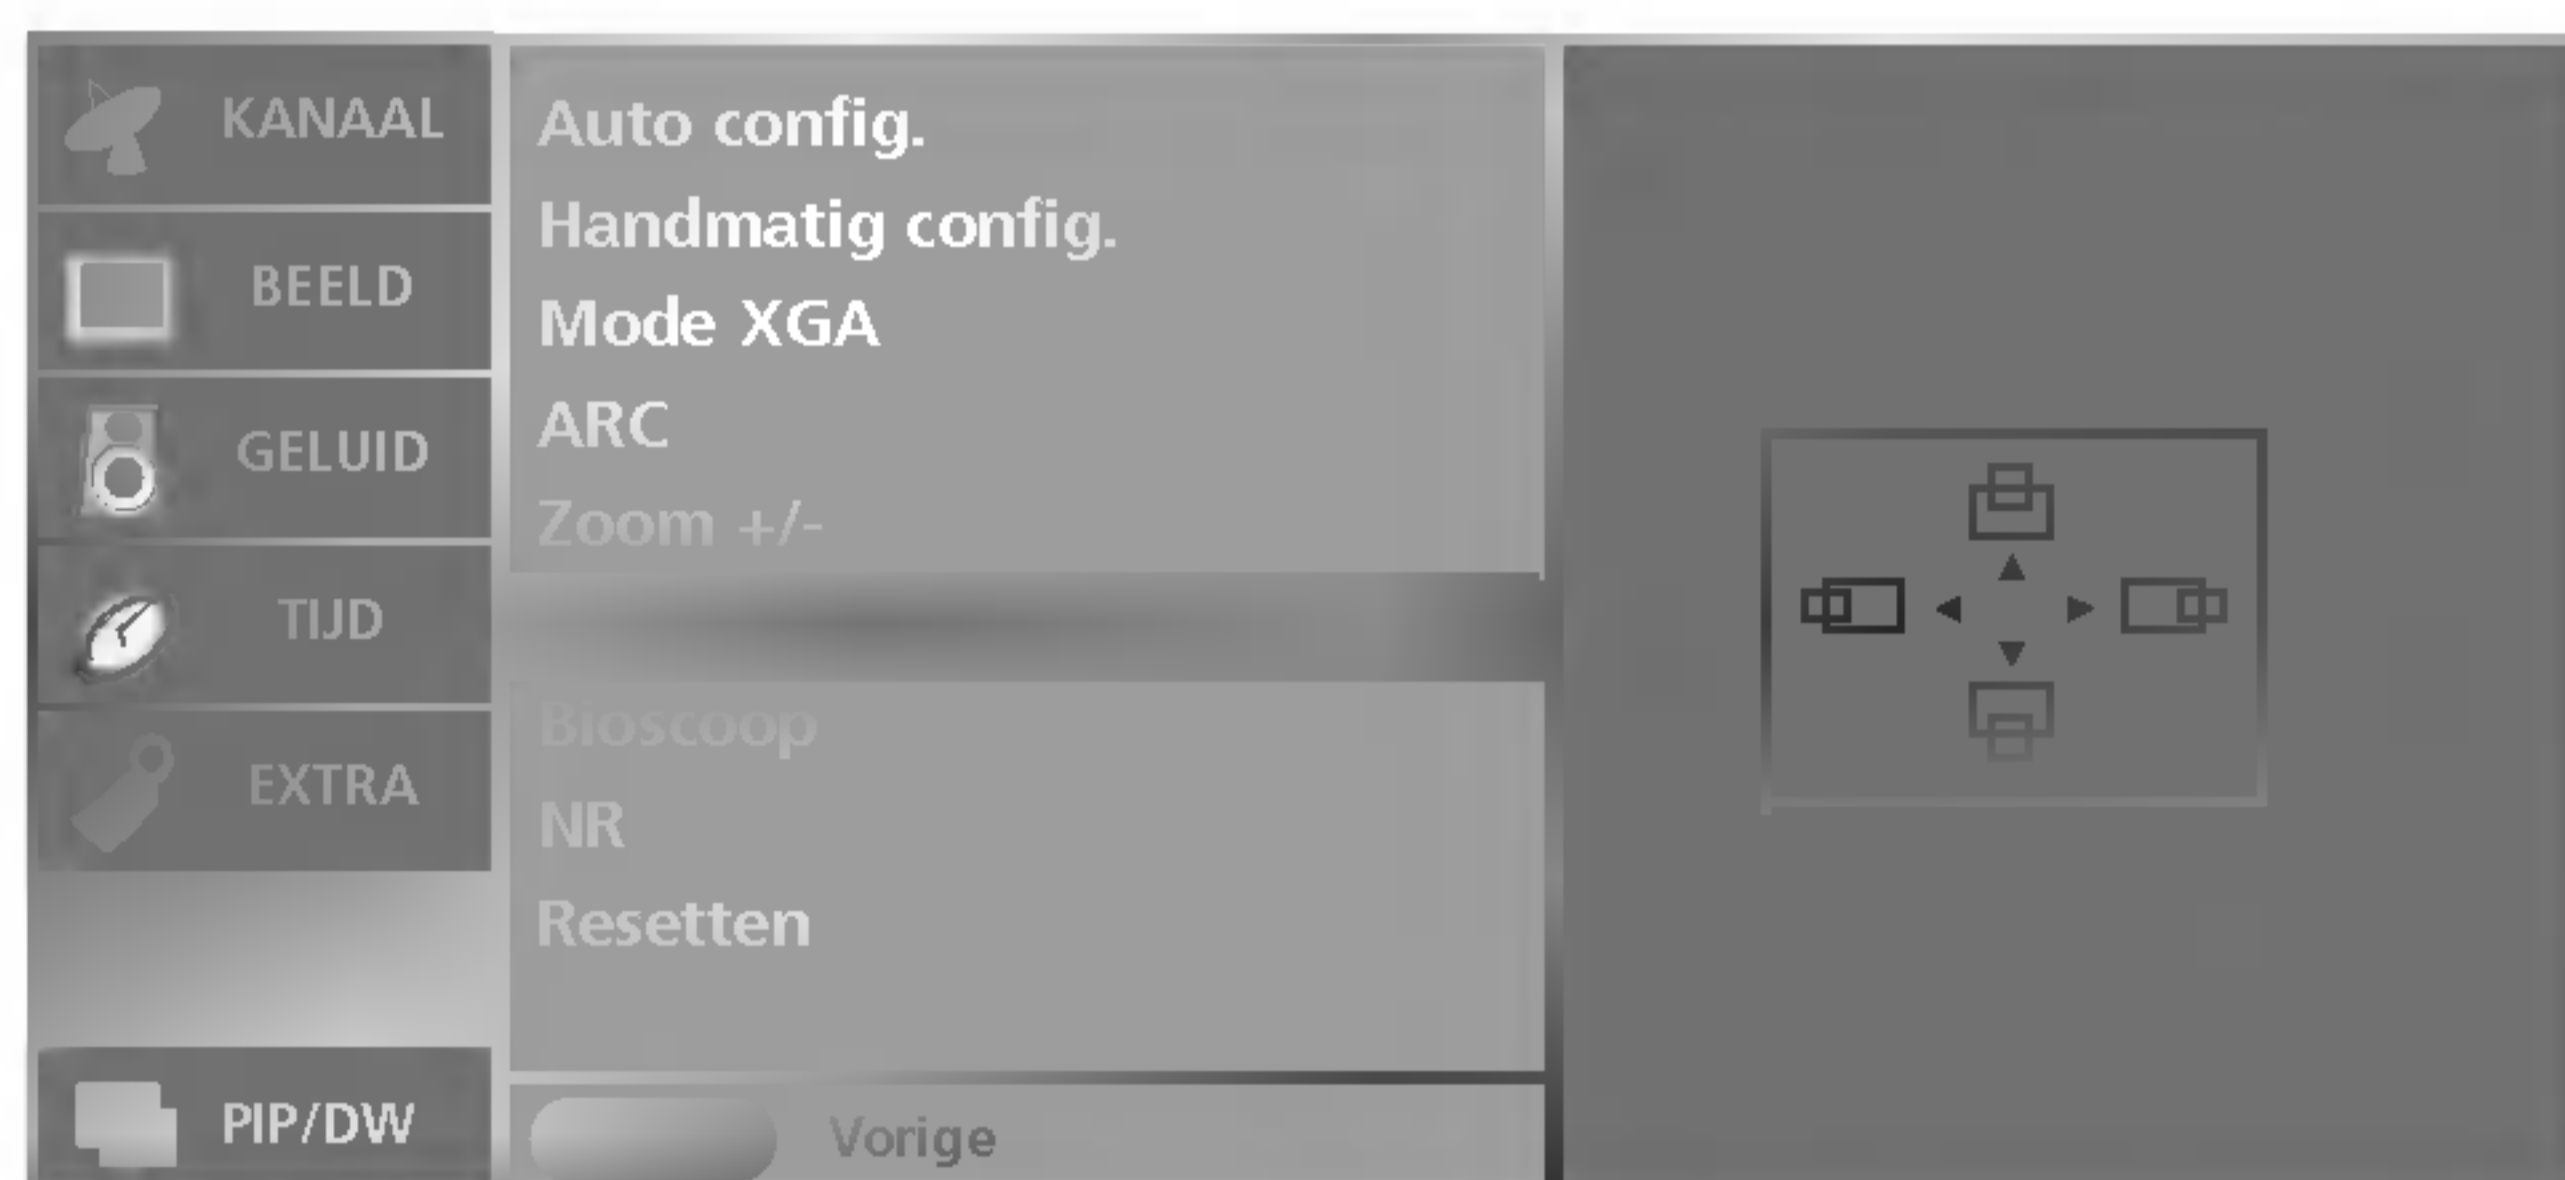 KANAAL
BEELD
GELUID
TIJD
EXTRA
PIP/DW
Auto config.
Handmatig config.
Mode XGA
ARC
Zoom +/-
Bioscoop
NR
Resetten
Vorige